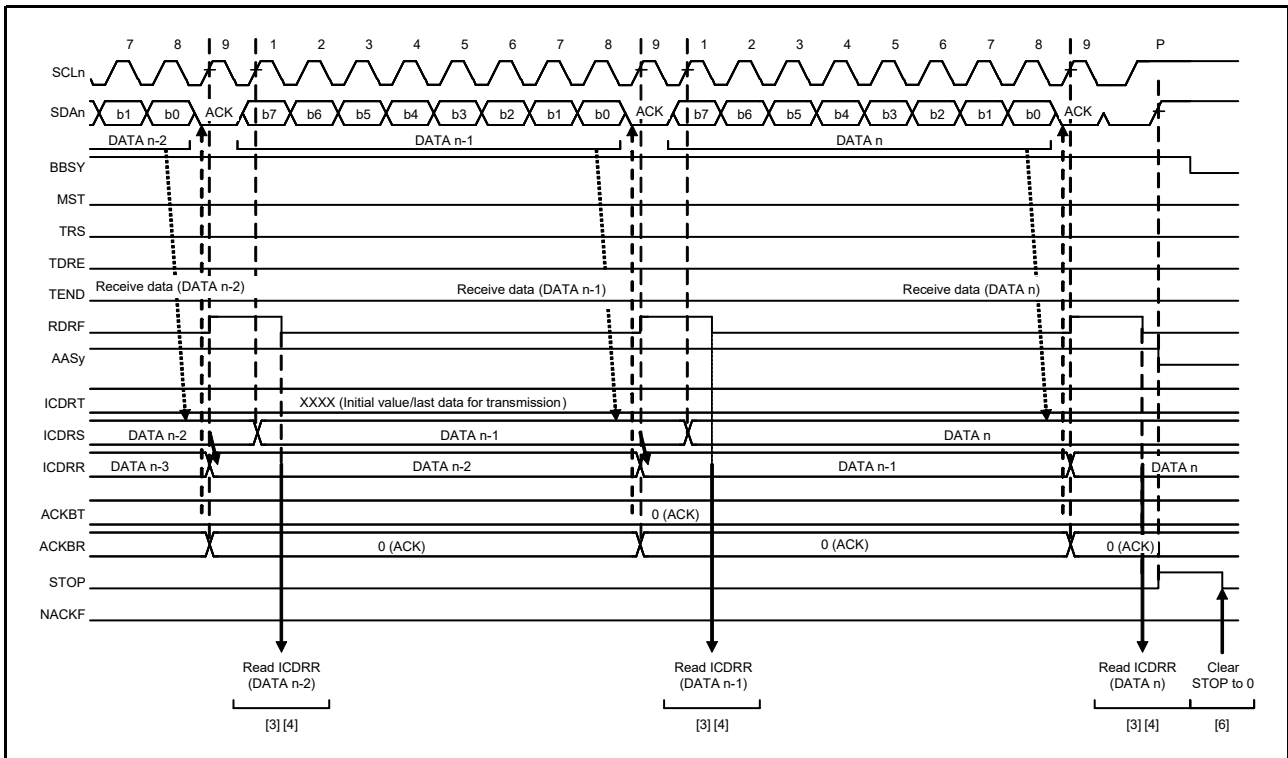 7 8 9 1 2 3 4 5 6 7 8 9 1 2 3 4 5 6 7 8 9 P
SCLn
SDAn b1 b0 ACK b7 b6 b5 b4 b3 b2 b1 b0 ACK b7 b6 b5 b4 b3 b2 b1 b0 ACK
DATA n-2 DATA n-1 DATA n
BBSY
MST
TRS
TDRE
Receive data (DATA n-2) Receive data (DATA n-1) Receive data (DATA n)
TEND
RDRF
AASy
ICDRT XXXX (Initial value/last data for transmission)
ICDRS DATA n-2 DATA n-1 DATA n
ICDRR DATA n-3 DATA n-2 DATA n-1 DATA n
ACKBT 0 (ACK)
ACKBR 0 (ACK) 0 (ACK) 0 (ACK)
STOP
NACKF
Read ICDRR Read ICDRR Read ICDRR Clear
(DATA n-2) (DATA n-1) (DATA n) STOP to 0
[3] [4] [3] [4] [3] [4] [6]